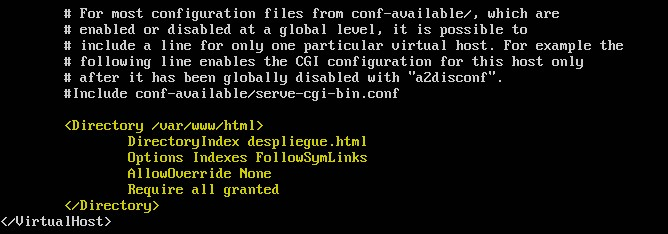 # For most configuration files from conf-available/, which are
# enabled or disabled at a global level, it is possible to
# include a line for only one particular virtual host. For example the
# following line enables the CGI configuration for this host only
# after it has been globally disabled with "a2disconf".
#Include conf-available/serve-cgi-bin.conf
<Directory /var/www/html>
DirectoryIndex despliegue.html
Options Indexes FollowSymLinks
AllowOverride None
Require all granted
</Directory>
</VirtualHost>